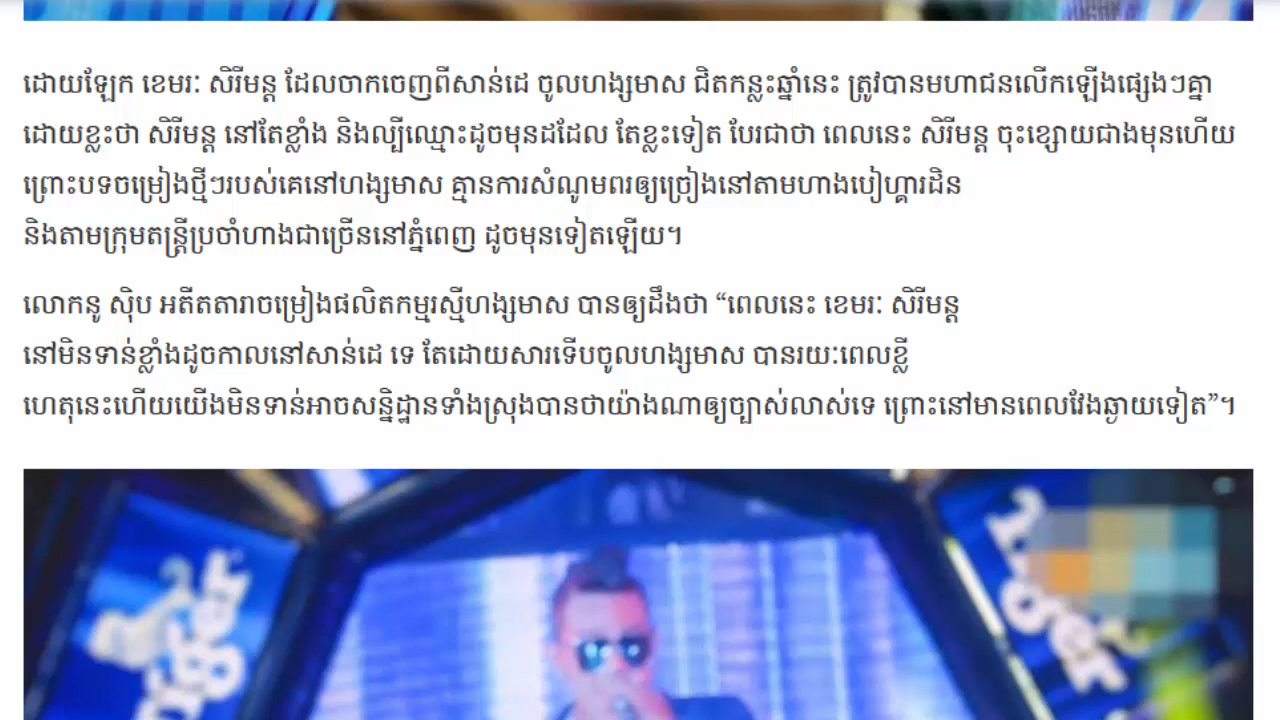 ដោយឡែក ខេមរៈ សិរីមន្ត ដែលចាកចេញពីសាន់ដេ ចូលហង្សមាស ជិតកន្លះឆ្នាំនេះ ត្រូវបានមហាជនលើកឡើងផ្សេងៗគ្នា
ដោយខ្លះថា សិរីមន្ត នៅតែខ្លាំង និងល្បីឈ្មោះដូចមុនដដែល តែខ្លះទៀត បែរជាថា ពេលនេះ សិរីមន្ត ចុះខ្សោយជាងមុនហើយ
ព្រោះបទចម្រៀងថ្មីៗរបស់គេនៅហង្សមាស គ្មានការសំណូមពរឲ្យច្រៀងនៅតាមហាងបៀហ្គារដិន
និងតាមក្រុមតន្ត្រីប្រចាំហាងជាច្រើននៅភ្នំពេញ ដូចមុនទៀតឡើយ។
លោកនូ ស៊ិប អតីតតារាចម្រៀងផលិតកម្មរស្មីហង្សមាស បានឲ្យដឹងថា “ពេលនេះ ខេមរៈ សិរីមន្ត
នៅមិនទាន់ខ្លាំងដូចកាលនៅសាន់ដេ ទេ តែដោយសារទើបចូលហង្សមាស បានរយៈពេលខ្លី
ហេតុនេះហើយយើងមិនទាន់អាចសន្និដ្ឋានទាំងស្រុងបានថាយ៉ាងណាឲ្យច្បាស់លាស់ទេ ព្រោះនៅមានពេលវែងឆ្ងាយទៀត”។